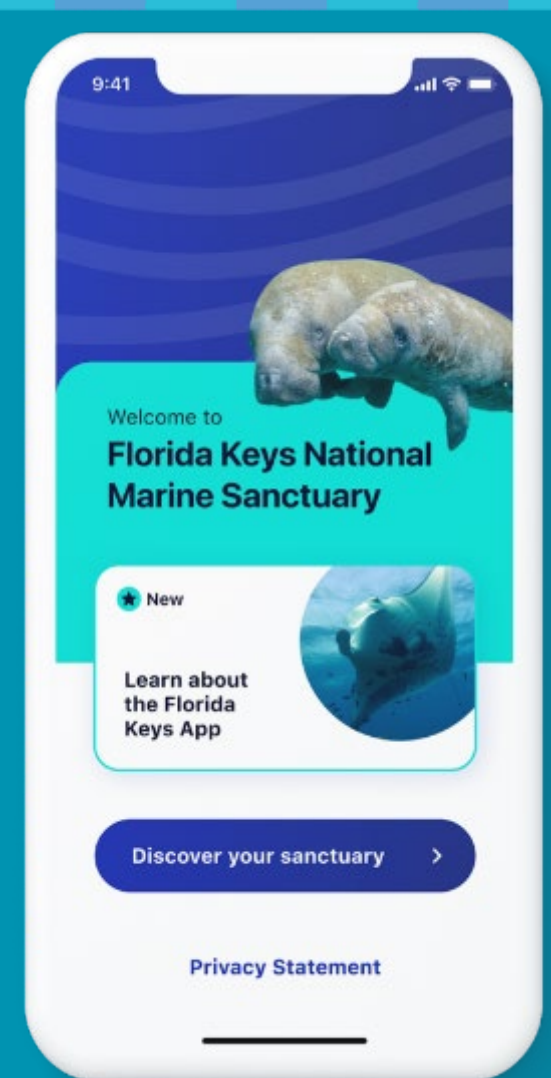 9:41
Welcome to
Florida Keys National
Marine Sanctuary
New
Learn about
the Florida
Keys App
Discover your sanctuary
Privacy Statement